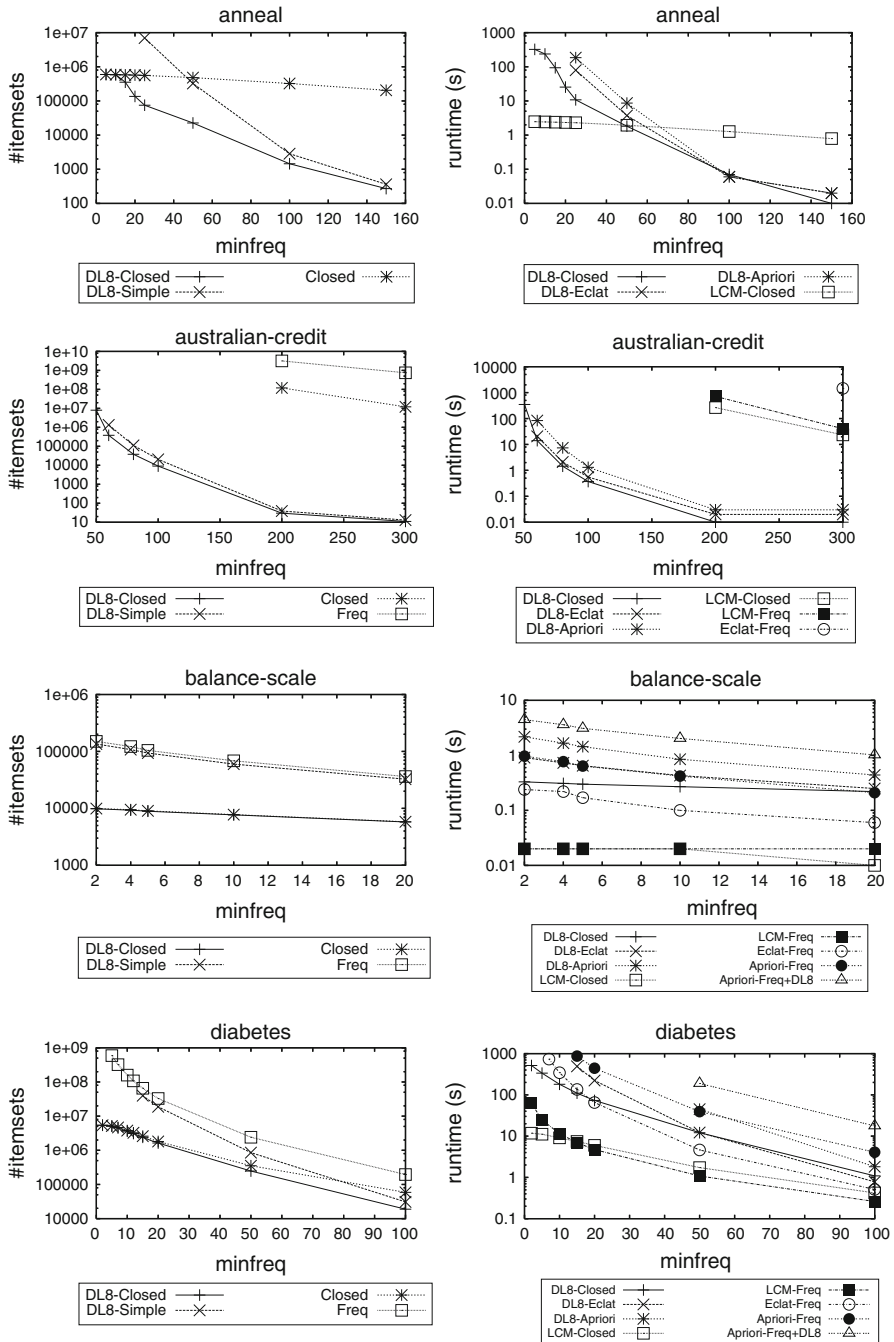 anneal
1e+07
1e+06
100000
10000
1000
100
#itemsets
0 20 40 60 80 100 120 140 160
minfreq
DL8-Closed
DL8-Simple
Closed
anneal
1000
100
10
1
0.1
0.01
runtime (s)
0 20 40 60 80 100 120 140 160
minfreq
DL8-Closed
DL8-Eclat
DL8-Apriori
LCM-Closed
australian-credit
1e+10
1e+09
1e+08
1e+07
1e+06
100000
10000
1000
100
10
#itemsets
50 100 150 200 250 300
minfreq
DL8-Closed
DL8-Simple
Closed
Freq
australian-credit
10000
1000
100
10
1
0.1
0.01
runtime (s)
50 100 150 200 250 300
minfreq
DL8-Closed
DL8-Eclat
DL8-Apriori
LCM-Closed
LCM-Freq
Eclat-Freq
balance-scale
1e+06
100000
10000
1000
#itemsets
2 4 6 8 10 12 14 16 18 20
minfreq
DL8-Closed
DL8-Simple
Closed
Freq
balance-scale
10
1
0.1
0.01
runtime (s)
2 4 6 8 10 12 14 16 18 20
minfreq
DL8-Closed
DL8-Eclat
DL8-Apriori
LCM-Closed
LCM-Freq
Eclat-Freq
Apriori-Freq
Apriori-Freq+DL8
diabetes
1e+09
1e+08
1e+07
1e+06
100000
10000
#itemsets
0 10 20 30 40 50 60 70 80 90 100
minfreq
DL8-Closed
DL8-Simple
Closed
Freq
diabetes
1000
100
10
1
0.1
runtime (s)
0 10 20 30 40 50 60 70 80 90 100
minfreq
DL8-Closed
DL8-Eclat
DL8-Apriori
LCM-Closed
LCM-Freq
Eclat-Freq
Apriori-Freq
Apriori-Freq+DL8